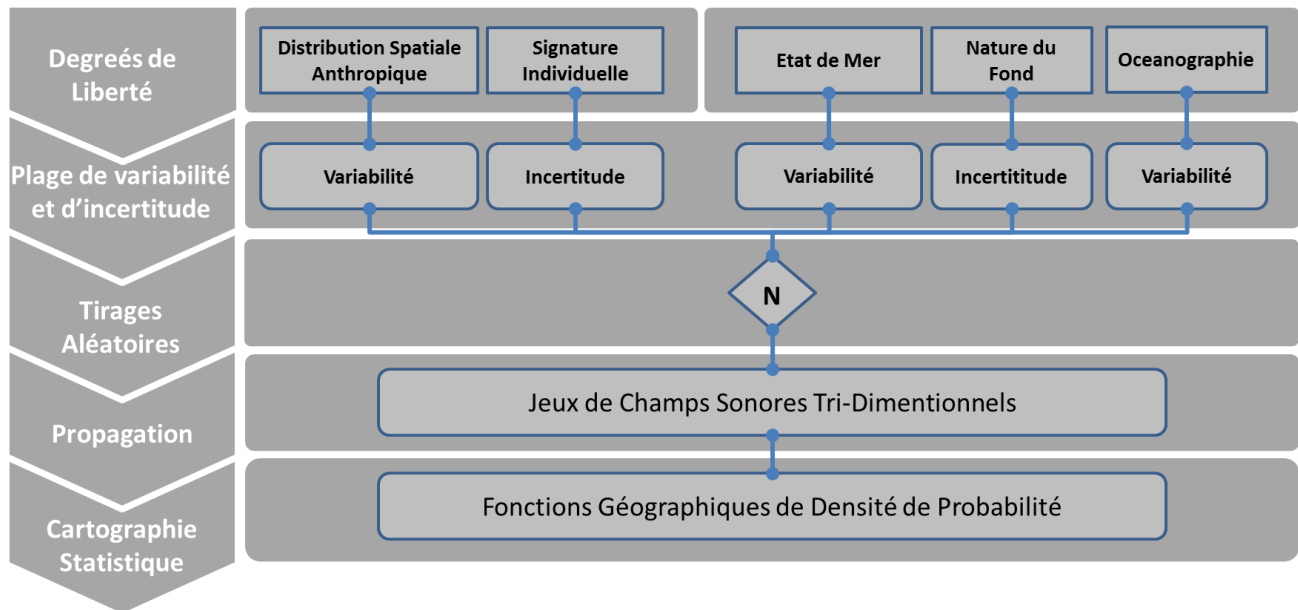 Degreés de
Liberté
Distribution Spatiale
Anthropique
Signature
Individuelle
Etat de Mer
Nature du
Fond
Oceanographie
Plage de variabilité
et d'incertitude
Variabilité
Incertitude
Variabilité
Incertititude
Variabilité
Tirages
Aléatoires
N
Propagation
Jeux de Champs Sonores Tri-Dimentionnels
Cartographie
Statistique
Fonctions Géographiques de Densité de Probabilité